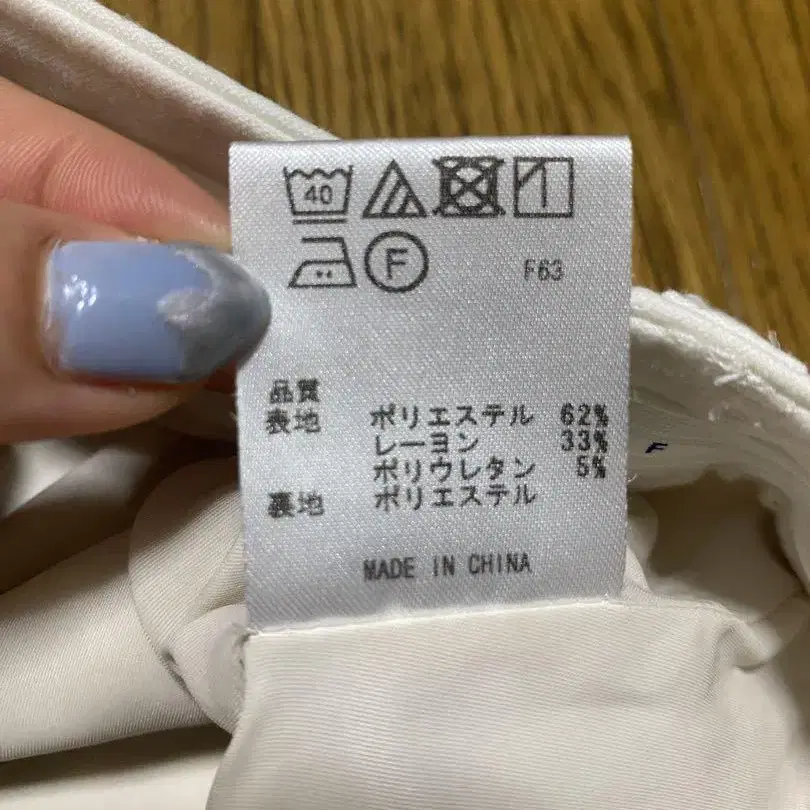 40
F
F63
品質
表地 ポリエステル 62%
レーヨン 33%
ポリウレタン 5%
裏地 ポリエステル
MADE IN CHINA
F